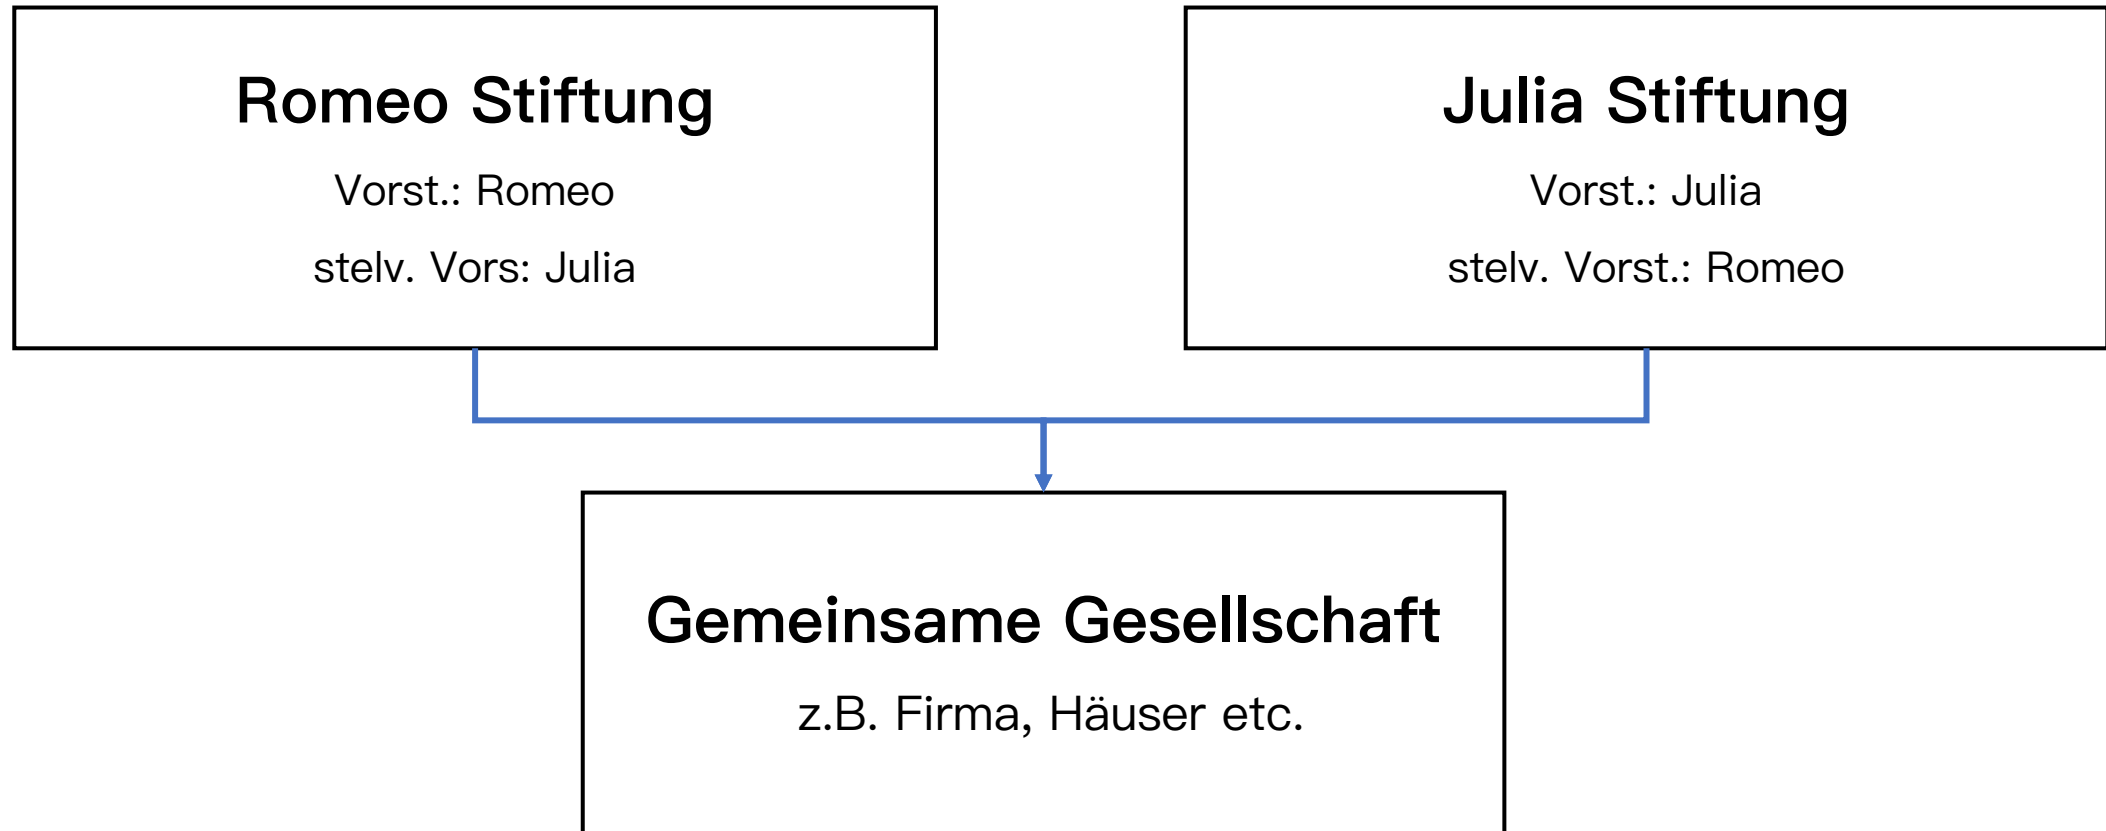 Romeo Stiftung
Vorst.: Romeo
stelv. Vors: Julia
Julia Stiftung
Vorst.: Julia
stelv. Vorst.: Romeo
Gemeinsame Gesellschaft
z.B. Firma, Häuser etc.